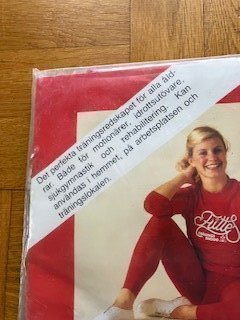 Det perfekta träningsredskapet för alla åld-
rar. Både för motionärer, idrottsutövare,
sjukgymnastik och rehabilitering. Kan
användas i hemmet, på arbetsplatsen och
träningslokalen.
Jutte